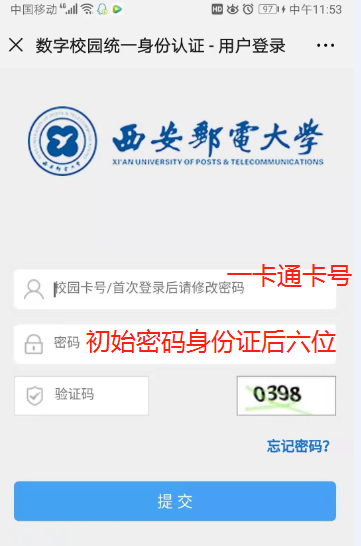 中国移动 4G HD 97 中午11:53
数字校园统一身份认证 - 用户登录
西安郵電大学
XI'AN UNIVERSITY OF POSTS & TELECOMMUNICATIONS
一卡通卡号
校园卡号/首次登录后请修改密码
密码 初始密码身份证后六位
验证码 0398
忘记密码?
提 交